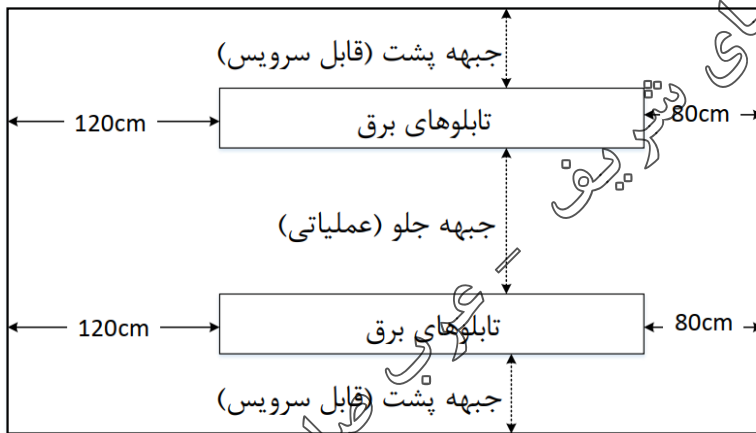 جبهه پشت (قابل سرویس)
120cm
تابلوهای برق
80cm
جبهه جلو (عملیاتی)
120cm
تابلوهای برق
80cm
جبهه پشت (قابل سرویس)